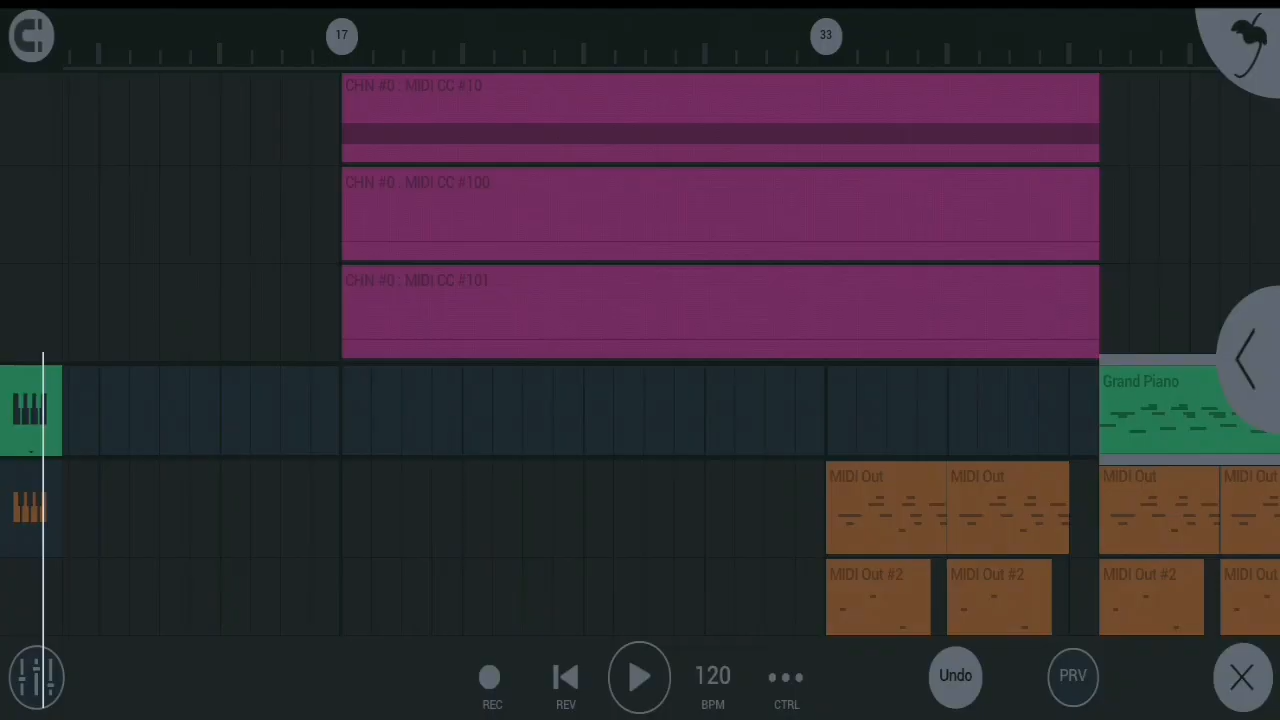 17
33
CHN #0 : MIDI CC #10
CHN #0 : MIDI CC #100
CHN #0 : MIDI CC #101
Grand Piano
MIDI Out
MIDI Out
MIDI Out
MIDI Out
MIDI Out #2
MIDI Out #2
MIDI Out #2
MIDI Out
REC
REV
120
BPM
CTRL
Undo
PRV